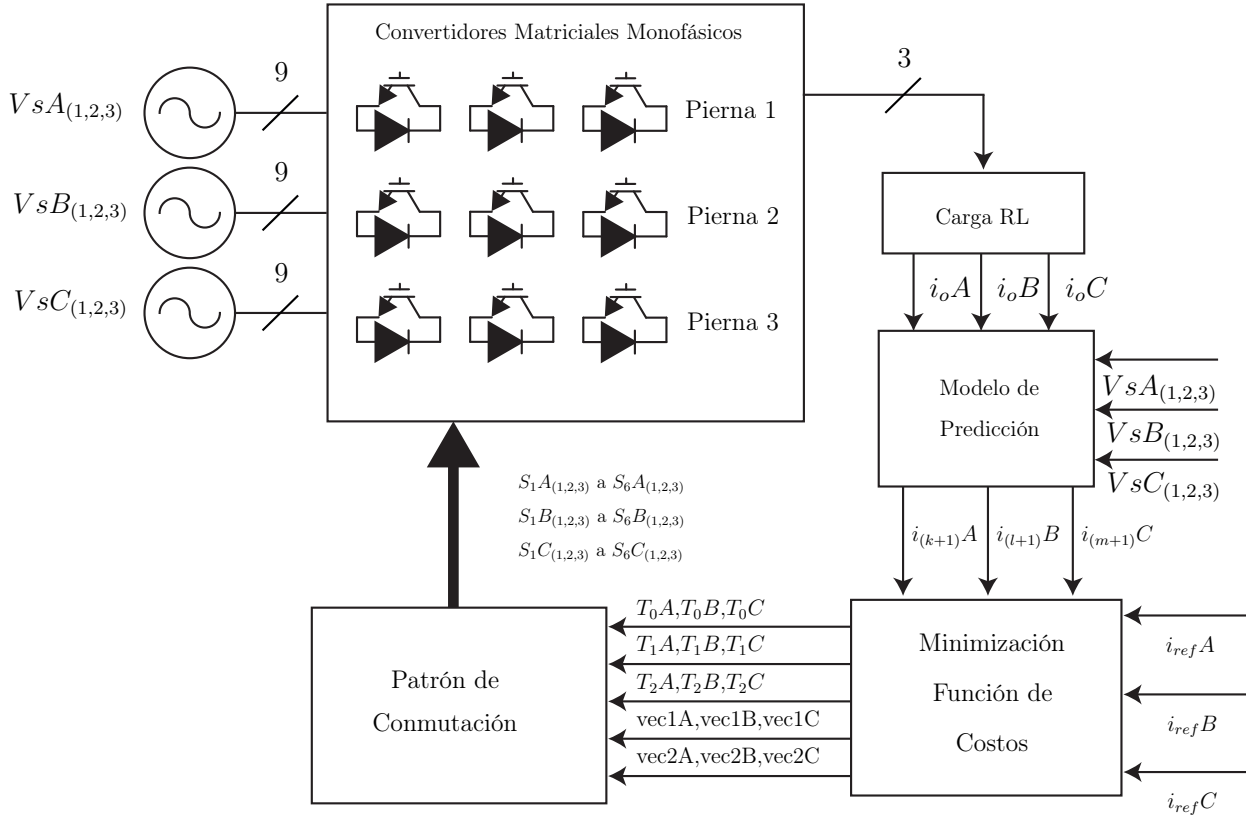 Convertidores Matriciales Monofásicos
9
VsA(1,2,3)
Pierna 1
3
9
VsB(1,2,3)
Pierna 2
Carga RL
9
VsC(1,2,3)
Pierna 3
ioA
ioB
ioC
Modelo de
Predicción
VsA(1,2,3)
VsB(1,2,3)
VsC(1,2,3)
S1A(1,2,3) a S6A(1,2,3)
S1B(1,2,3) a S6B(1,2,3)
S1C(1,2,3) a S6C(1,2,3)
i(k+1)A
i(l+1)B
i(m+1)C
Patrón de
Conmutación
T0A,T0B,T0C
T1A,T1B,T1C
T2A,T2B,T2C
vec1A,vec1B,vec1C
vec2A,vec2B,vec2C
Minimización
Función de
Costos
irefA
irefB
irefC